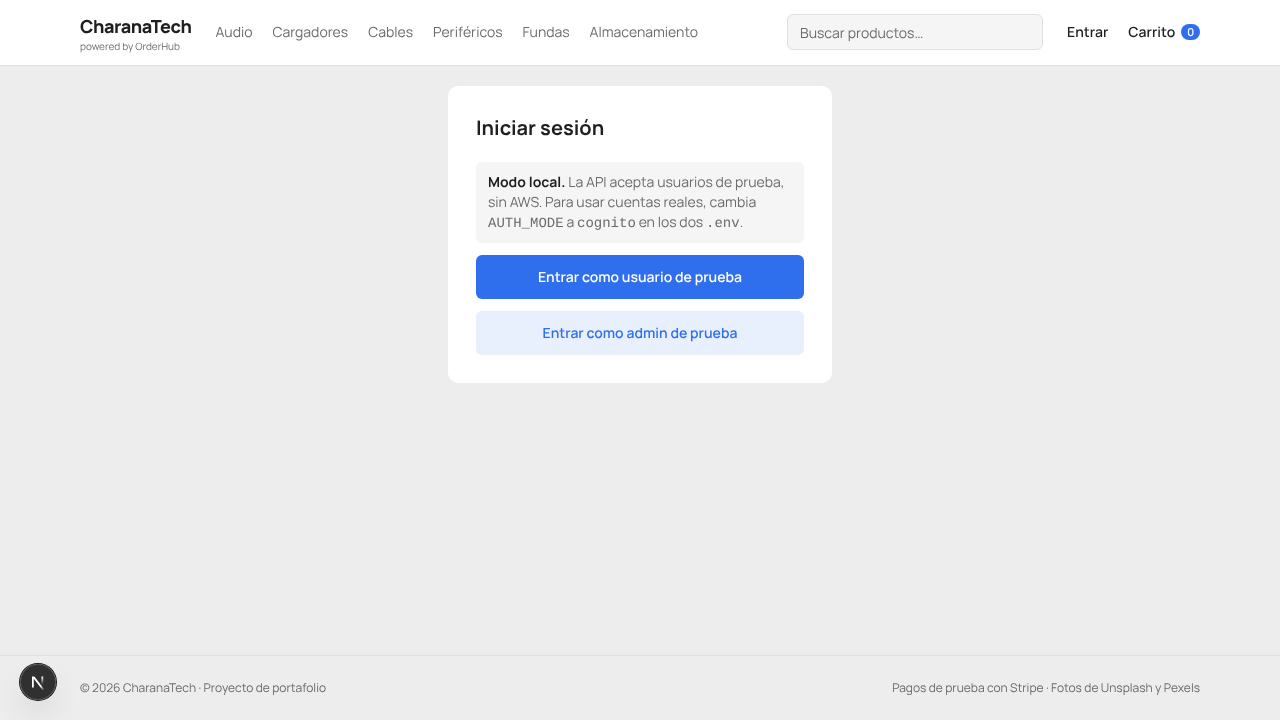 CharanaTech
powered by OrderHub
Audio Cargadores Cables Periféricos Fundas Almacenamiento
Buscar productos...
Entrar
Carrito 0
Iniciar sesión
Modo local. La API acepta usuarios de prueba,
sin AWS. Para usar cuentas reales, cambia
AUTH_MODE a cognito en los dos .env.
Entrar como usuario de prueba
Entrar como admin de prueba
N
© 2026 CharanaTech · Proyecto de portafolio
Pagos de prueba con Stripe · Fotos de Unsplash y Pexels